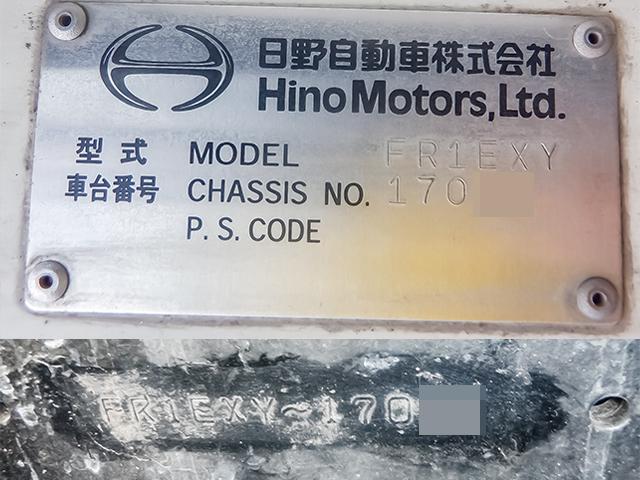 日野自動車株式会社
Hino Motors, Ltd.
型式 MODEL FR1EXY
車台番号 CHASSIS NO. 170
P. S. CODE
FR1EXY~170